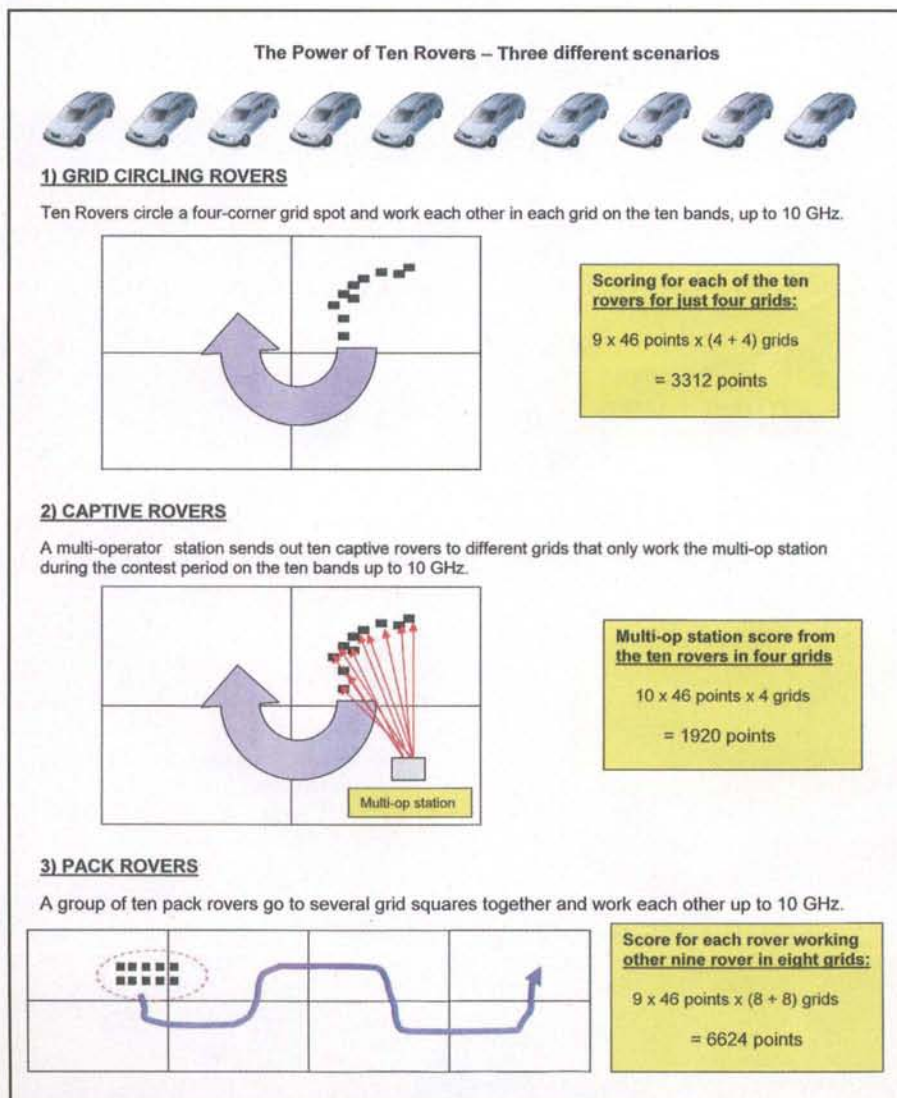 The Power of Ten Rovers – Three different scenarios
1) GRID CIRCLING ROVERS
Ten Rovers circle a four-corner grid spot and work each other in each grid on the ten bands, up to 10 GHz.
Scoring for each of the ten
rovers for just four grids:
9 x 46 points x (4 + 4) grids
= 3312 points
2) CAPTIVE ROVERS
A multi-operator station sends out ten captive rovers to different grids that only work the multi-op station
during the contest period on the ten bands up to 10 GHz.
Multi-op station score from
the ten rovers in four grids
10 x 46 points x 4 grids
= 1920 points
Multi-op station
3) PACK ROVERS
A group of ten pack rovers go to several grid squares together and work each other up to 10 GHz.
Score for each rover working
other nine rover in eight grids:
9 x 46 points x (8 + 8) grids
= 6624 points